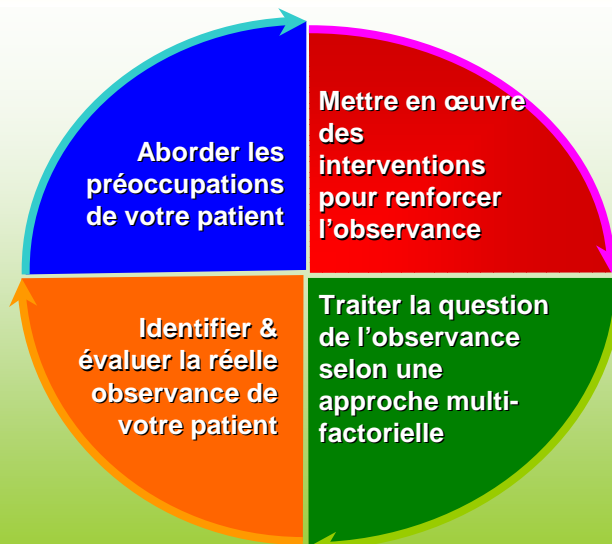 Aborder les
préoccupations
de votre patient
Mettre en œuvre
des
interventions
pour renforcer
l’observance
Identifier &
évaluer la réelle
observance de
votre patient
Traiter la question
de l’observance
selon une
approche multi-
factorielle